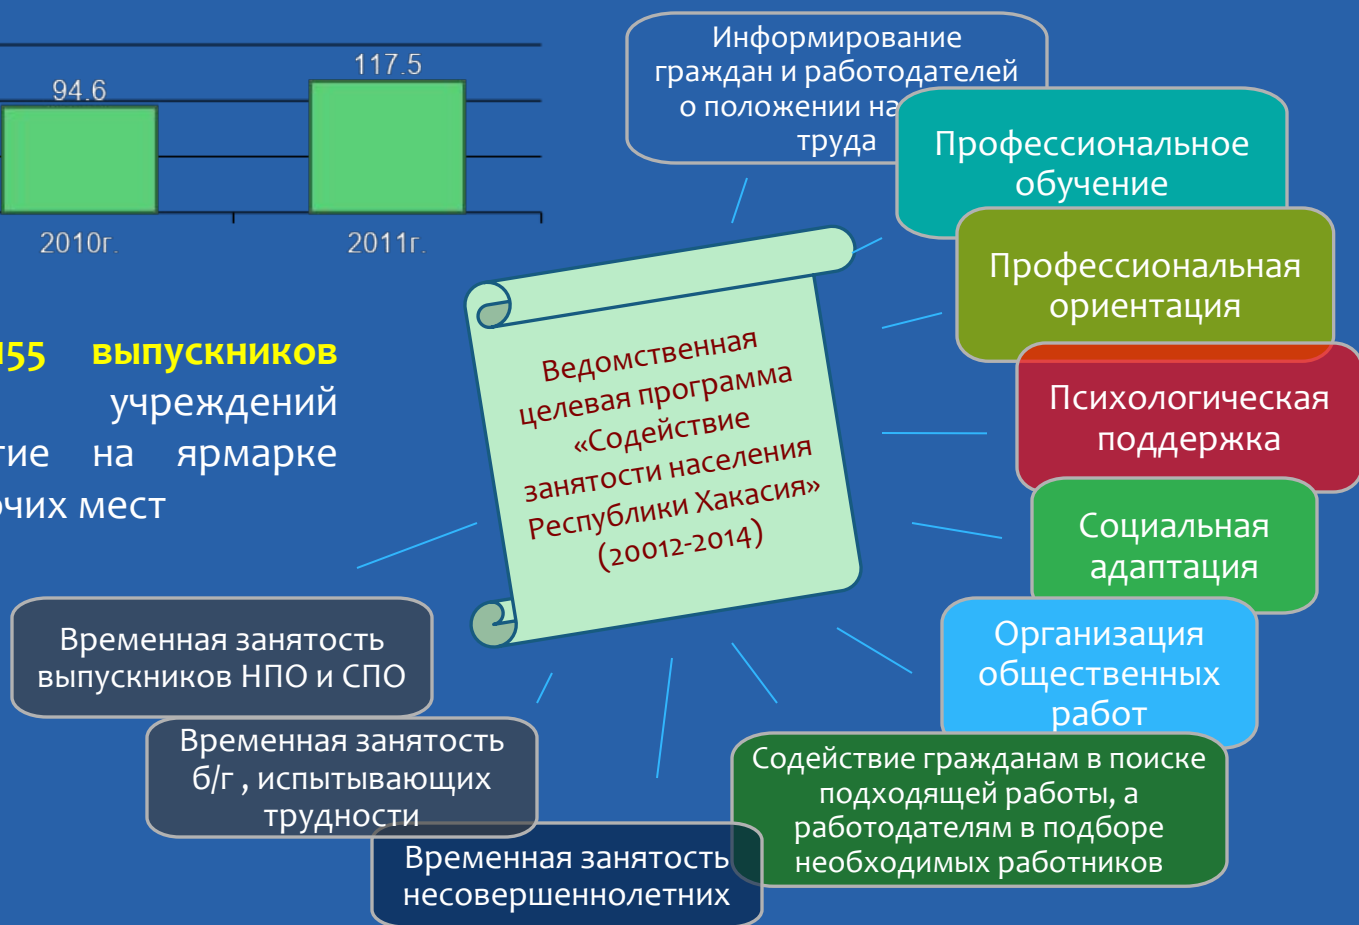 94.6
117.5
2010г.
2011г.
155 выпускников
учреждений
на ярмарке
мест
Информирование
граждан и работодателей
о положении на
труда
Профессиональное
обучение
Профессиональная
ориентация
Психологическая
поддержка
Социальная
адаптация
Организация
общественных
работ
Содействие гражданам в поиске
подходящей работы, а
работодателям в подборе
необходимых работников
Ведомственная
целевая программа
«Содействие
занятости населения
Республики Хакасия»
(20012-2014)
Временная занятость
выпускников НПО и СПО
Временная занятость
б/г , испытывающих
трудности
Временная занятость
несовершеннолетних